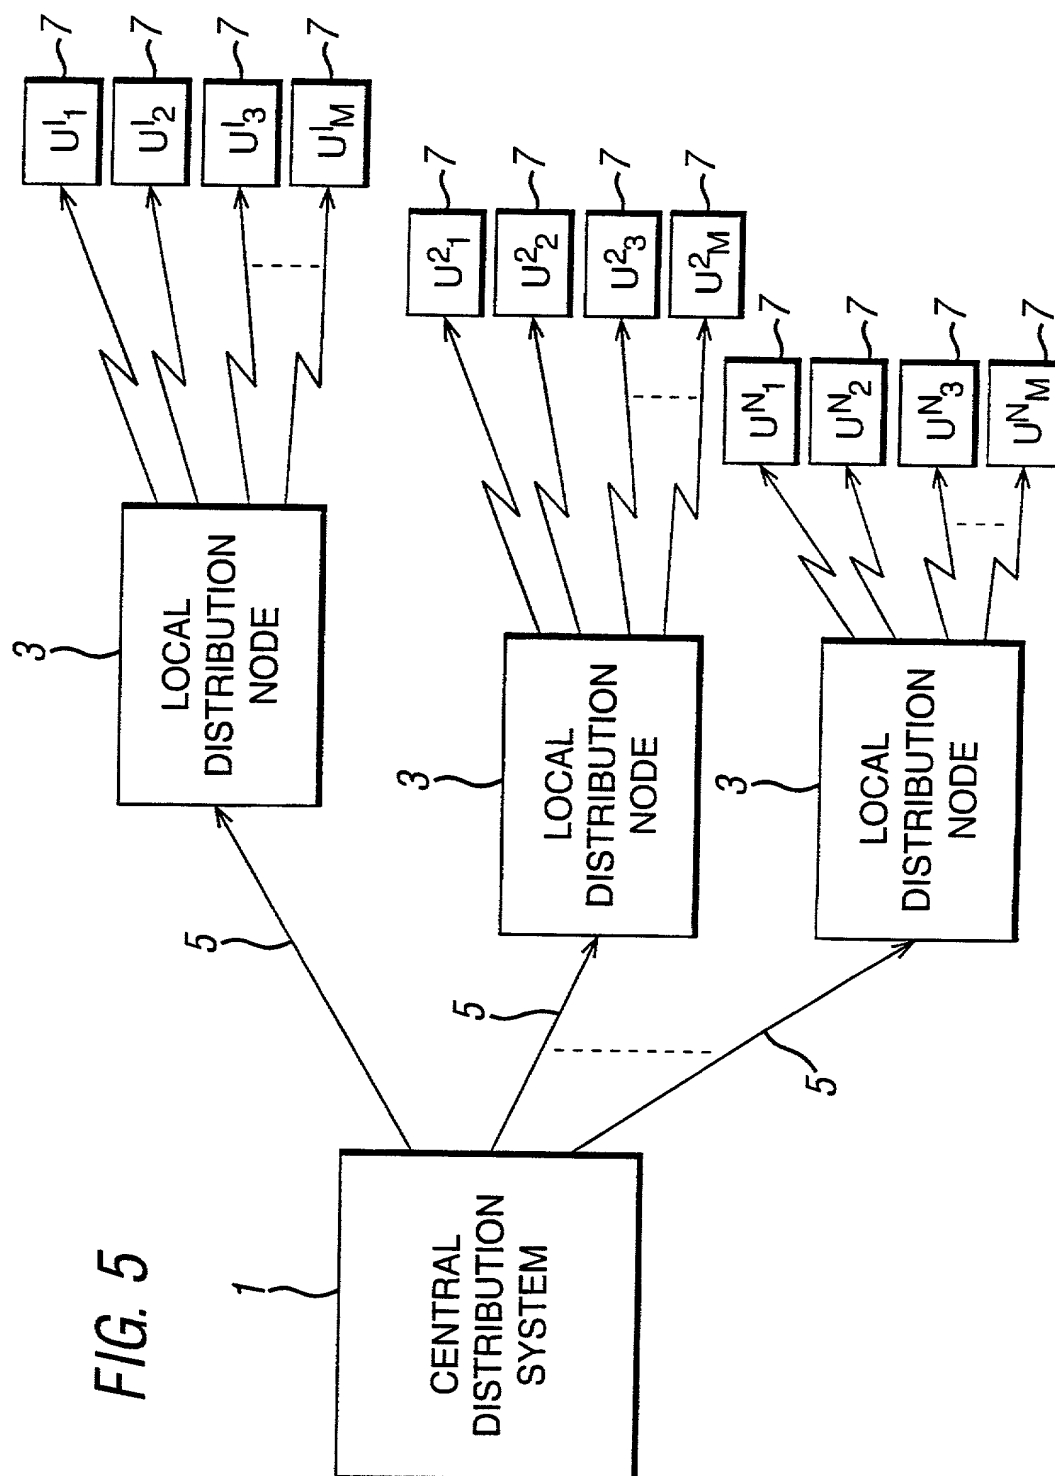 FIG. 5
1
CENTRAL
DISTRIBUTION
SYSTEM
5
5
5
3
LOCAL
DISTRIBUTION
NODE
3
LOCAL
DISTRIBUTION
NODE
3
LOCAL
DISTRIBUTION
NODE
U¹₁ 7
U¹₂ 7
U¹₃ 7
U¹M 7
U²₁ 7
U²₂ 7
U²₃ 7
U²M 7
Uᴺ₁ 7
Uᴺ₂ 7
Uᴺ₃ 7
UᴺM 7